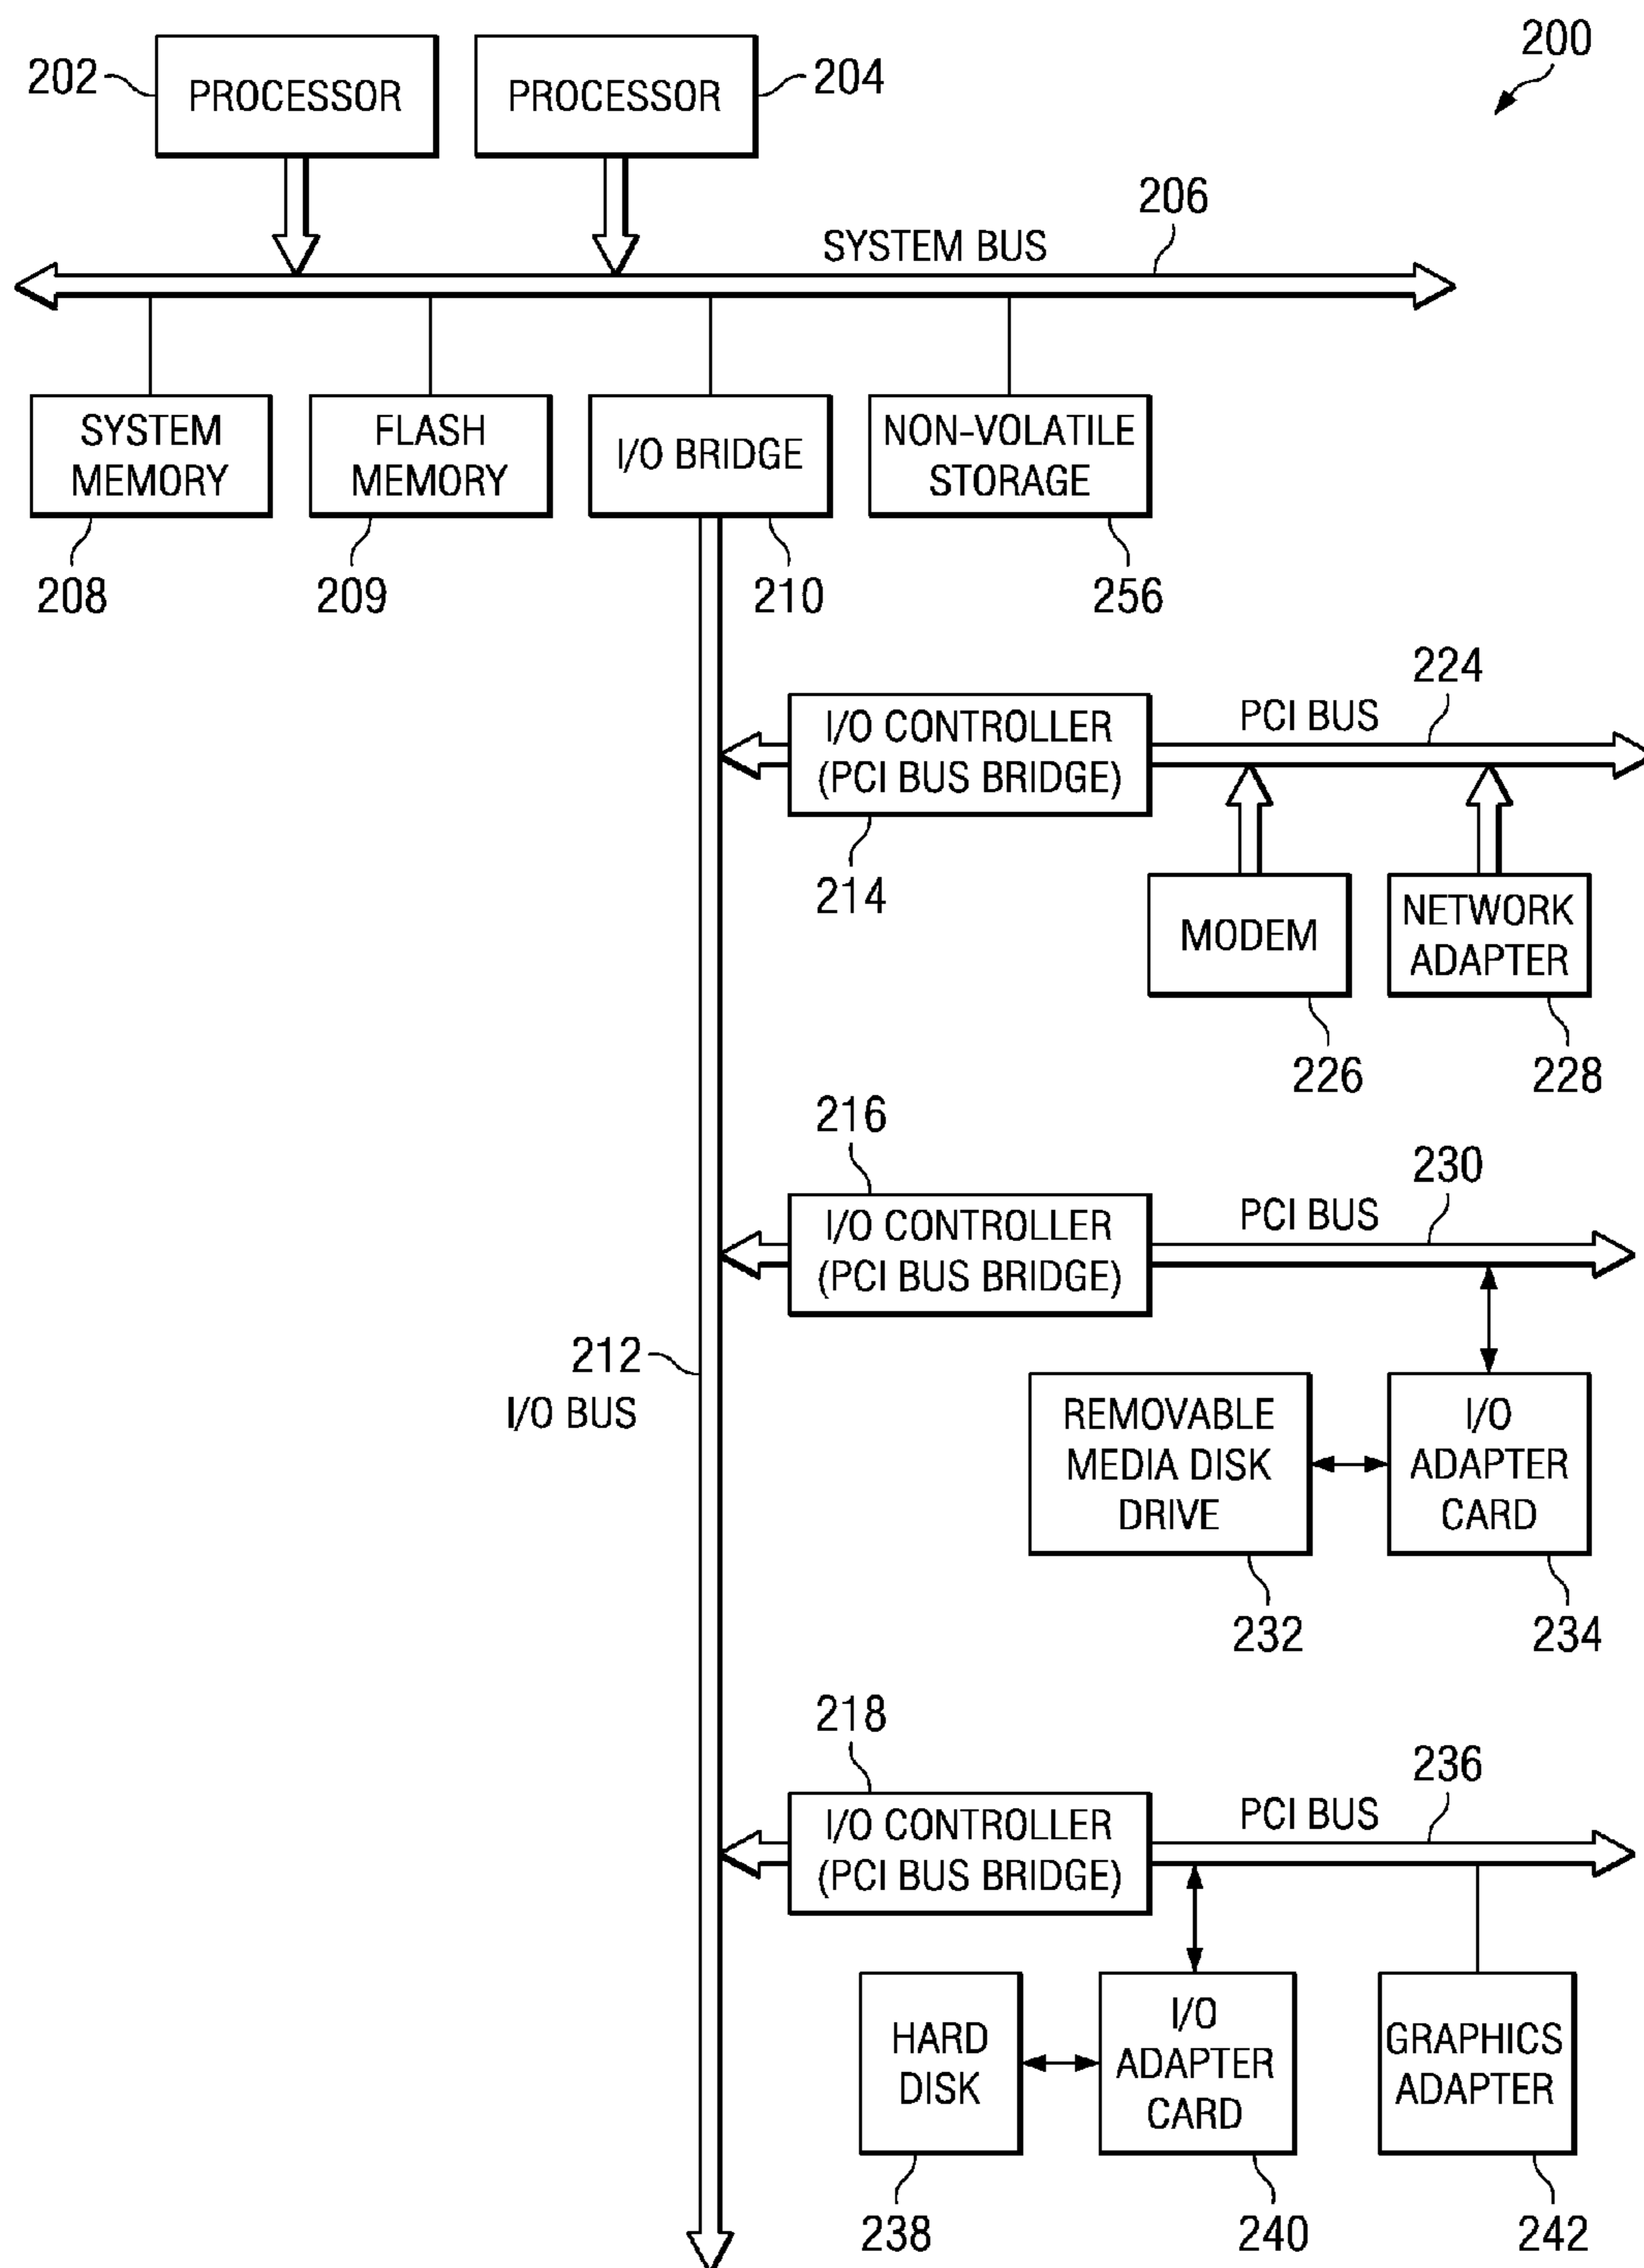 200
202
PROCESSOR
PROCESSOR
204
206
SYSTEM BUS
SYSTEM
MEMORY
FLASH
MEMORY
I/O BRIDGE
NON-VOLATILE
STORAGE
208
209
210
256
224
I/O CONTROLLER
(PCI BUS BRIDGE)
PCI BUS
214
MODEM
NETWORK
ADAPTER
226
228
216
230
I/O CONTROLLER
(PCI BUS BRIDGE)
PCI BUS
212
I/O BUS
REMOVABLE
MEDIA DISK
DRIVE
I/O
ADAPTER
CARD
232
234
218
236
I/O CONTROLLER
(PCI BUS BRIDGE)
PCI BUS
HARD
DISK
I/O
ADAPTER
CARD
GRAPHICS
ADAPTER
238
240
242